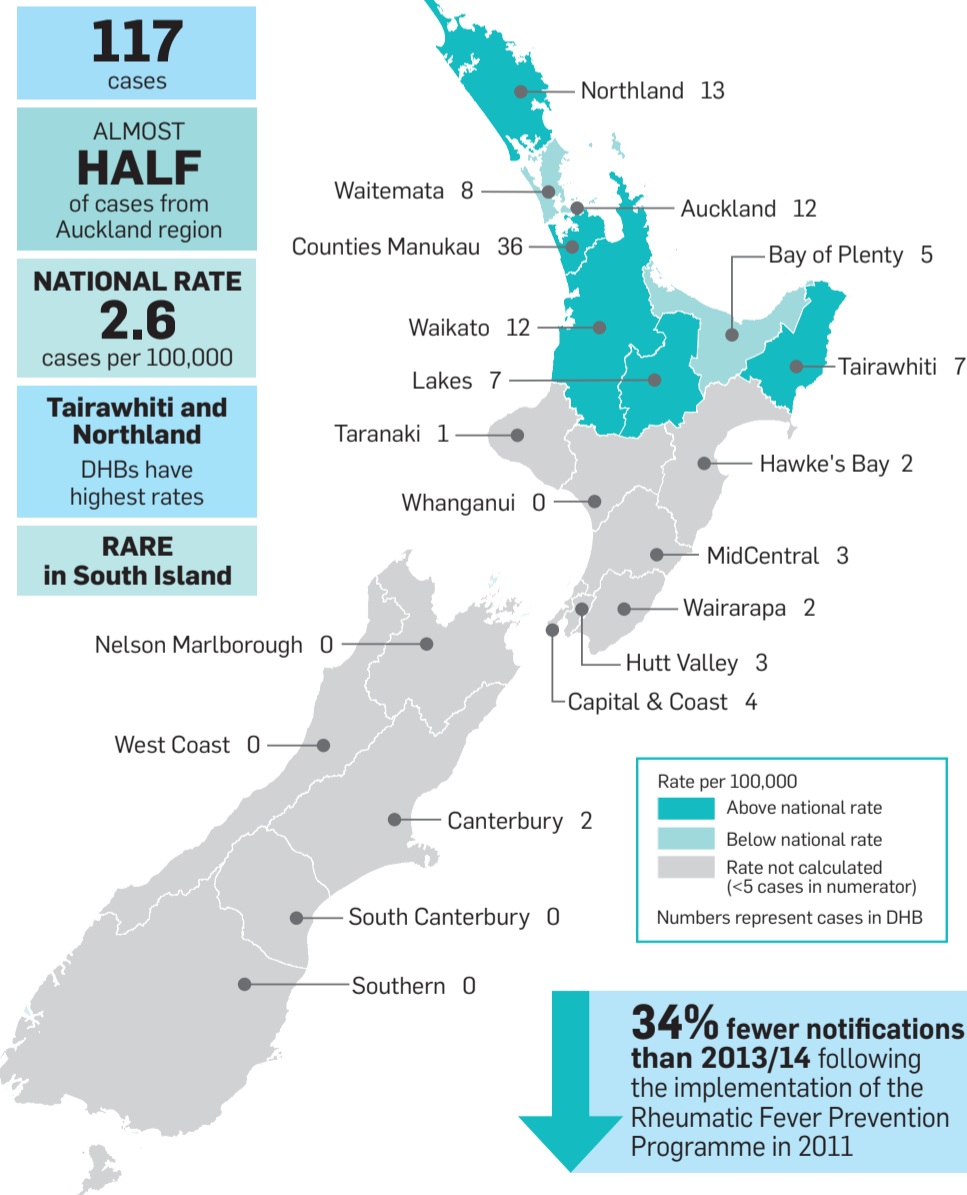 117
cases
ALMOST
HALF
of cases from
Auckland region
NATIONAL RATE
2.6
cases per 100,000
Tairawhiti and
Northland
DHBs have
highest rates
RARE
in South Island
Northland 13
Waitemata 8
Auckland 12
Counties Manukau 36
Bay of Plenty 5
Waikato 12
Tairawhiti 7
Lakes 7
Taranaki 1
Hawke's Bay 2
Whanganui 0
MidCentral 3
Wairarapa 2
Nelson Marlborough 0
Hutt Valley 3
Capital & Coast 4
West Coast 0
Canterbury 2
South Canterbury 0
Southern 0
Rate per 100,000
Above national rate
Below national rate
Rate not calculated
(<5 cases in numerator)
Numbers represent cases in DHB
34% fewer notifications
than 2013/14 following
the implementation of the
Rheumatic Fever Prevention
Programme in 2011